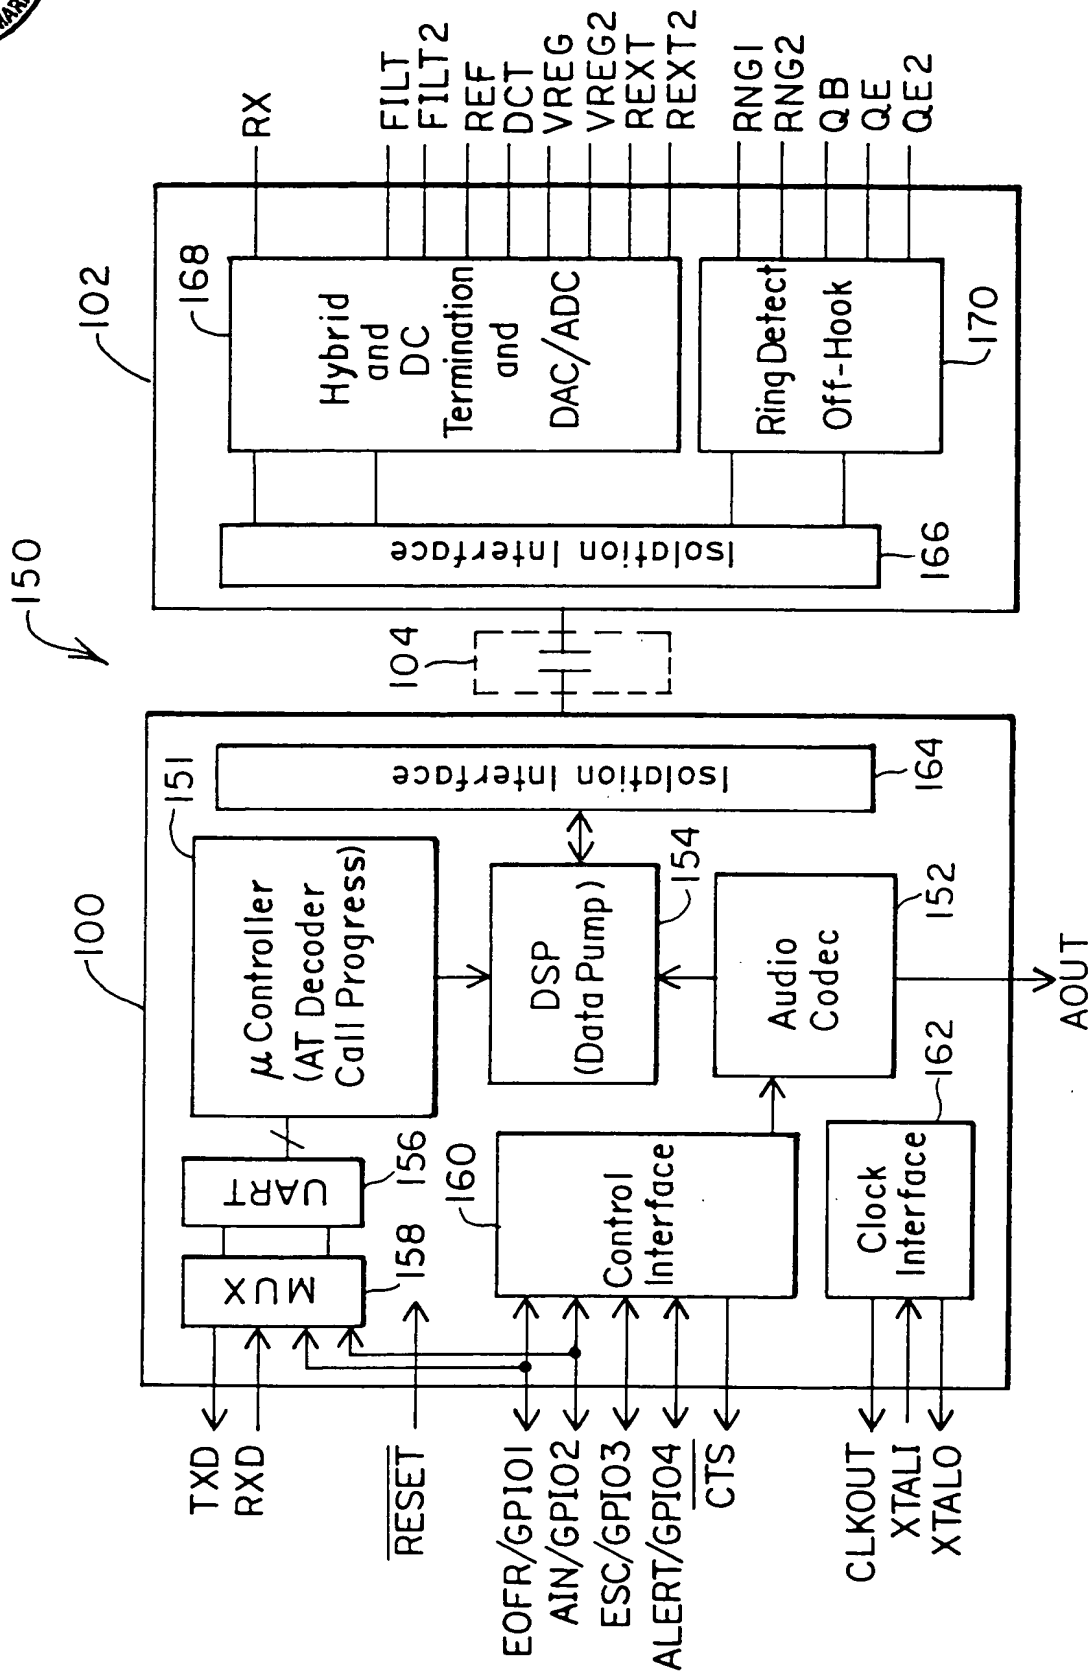 150
100
102
TXD
RXD
RESET
EOFR/GPIO1
AIN/GPIO2
ESC/GPIO3
ALERT/GPIO4
CTS
CLKOUT
XTALI
XTALO
MUX
158
UART
156
μ Controller
(AT Decoder
Call Progress)
151
160
Control
Interface
DSP
(Data Pump)
154
Audio
Codec
152
Clock
Interface
162
AOUT
Isolation Interface
164
104
Isolation Interface
166
168
Hybrid
and
DC
Termination
and
DAC/ADC
Ring Detect
Off-Hook
170
RX
FILT
FILT2
REF
DCT
VREG
VREG2
REXT
REXT2
RNG1
RNG2
QB
QE
QE2